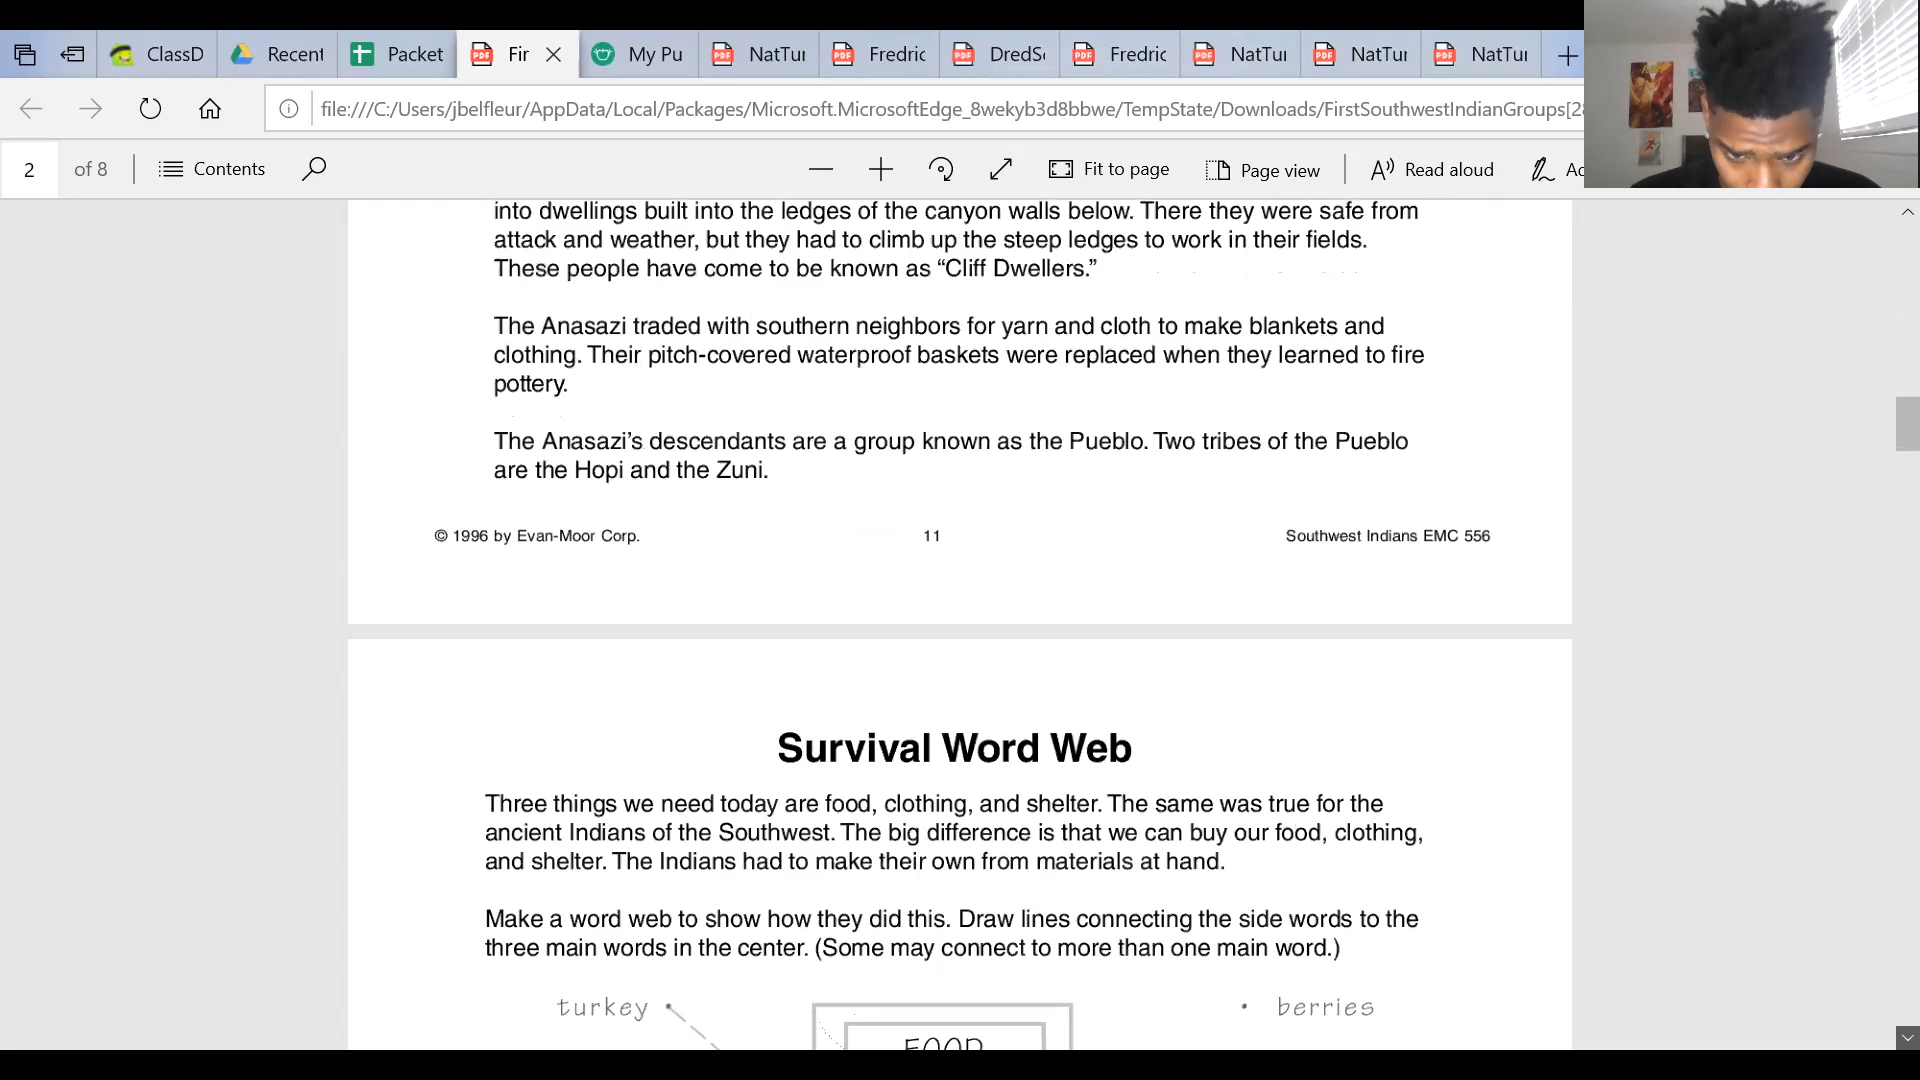 ClassD
Recent
Packet
Fir
My Pu
NatTur
Fredric
DredSc
Fredric
NatTur
NatTur
NatTur
file:///C:/Users/jbelfleur/AppData/Local/Packages/Microsoft.MicrosoftEdge_8wekyb3d8bbwe/TempState/Downloads/FirstSouthwestIndianGroups[28
2 of 8
Contents
Fit to page
Page view
Read aloud
Ac
into dwellings built into the ledges of the canyon walls below. There they were safe from
attack and weather, but they had to climb up the steep ledges to work in their fields.
These people have come to be known as “Cliff Dwellers.”
The Anasazi traded with southern neighbors for yarn and cloth to make blankets and
clothing. Their pitch-covered waterproof baskets were replaced when they learned to fire
pottery.
The Anasazi’s descendants are a group known as the Pueblo. Two tribes of the Pueblo
are the Hopi and the Zuni.
© 1996 by Evan-Moor Corp. 11 Southwest Indians EMC 556
Survival Word Web
Three things we need today are food, clothing, and shelter. The same was true for the
ancient Indians of the Southwest. The big difference is that we can buy our food, clothing,
and shelter. The Indians had to make their own from materials at hand.
Make a word web to show how they did this. Draw lines connecting the side words to the
three main words in the center. (Some may connect to more than one main word.)
turkey
berries
FOOD